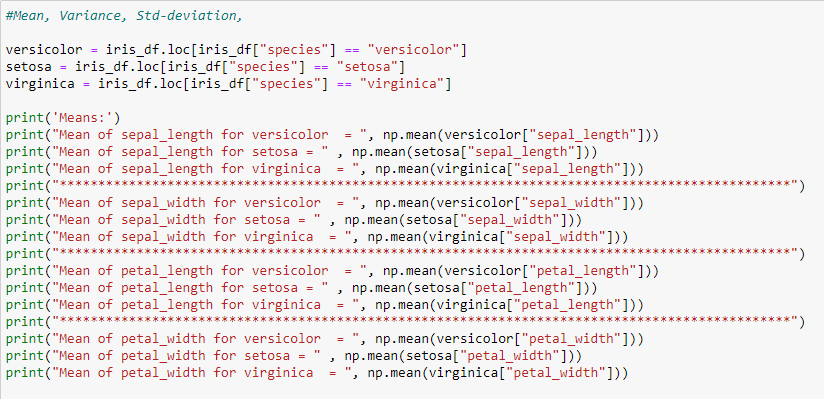 #Mean, Variance, Std-deviation,
versicolor = iris_df.loc[iris_df["species"] == "versicolor"]
setosa = iris_df.loc[iris_df["species"] == "setosa"]
virginica = iris_df.loc[iris_df["species"] == "virginica"]
print('Means:')
print("Mean of sepal_length for versicolor  = ", np.mean(versicolor["sepal_length"]))
print("Mean of sepal_length for setosa = " , np.mean(setosa["sepal_length"]))
print("Mean of sepal_length for virginica  = ", np.mean(virginica["sepal_length"]))
print("***********************************************************************************************")
print("Mean of sepal_width for versicolor  = ", np.mean(versicolor["sepal_width"]))
print("Mean of sepal_width for setosa = " , np.mean(setosa["sepal_width"]))
print("Mean of sepal_width for virginica  = ", np.mean(virginica["sepal_width"]))
print("***********************************************************************************************")
print("Mean of petal_length for versicolor  = ", np.mean(versicolor["petal_length"]))
print("Mean of petal_length for setosa = " , np.mean(setosa["petal_length"]))
print("Mean of petal_length for virginica  = ", np.mean(virginica["petal_length"]))
print("***********************************************************************************************")
print("Mean of petal_width for versicolor  = ", np.mean(versicolor["petal_width"]))
print("Mean of petal_width for setosa = " , np.mean(setosa["petal_width"]))
print("Mean of petal_width for virginica  = ", np.mean(virginica["petal_width"]))